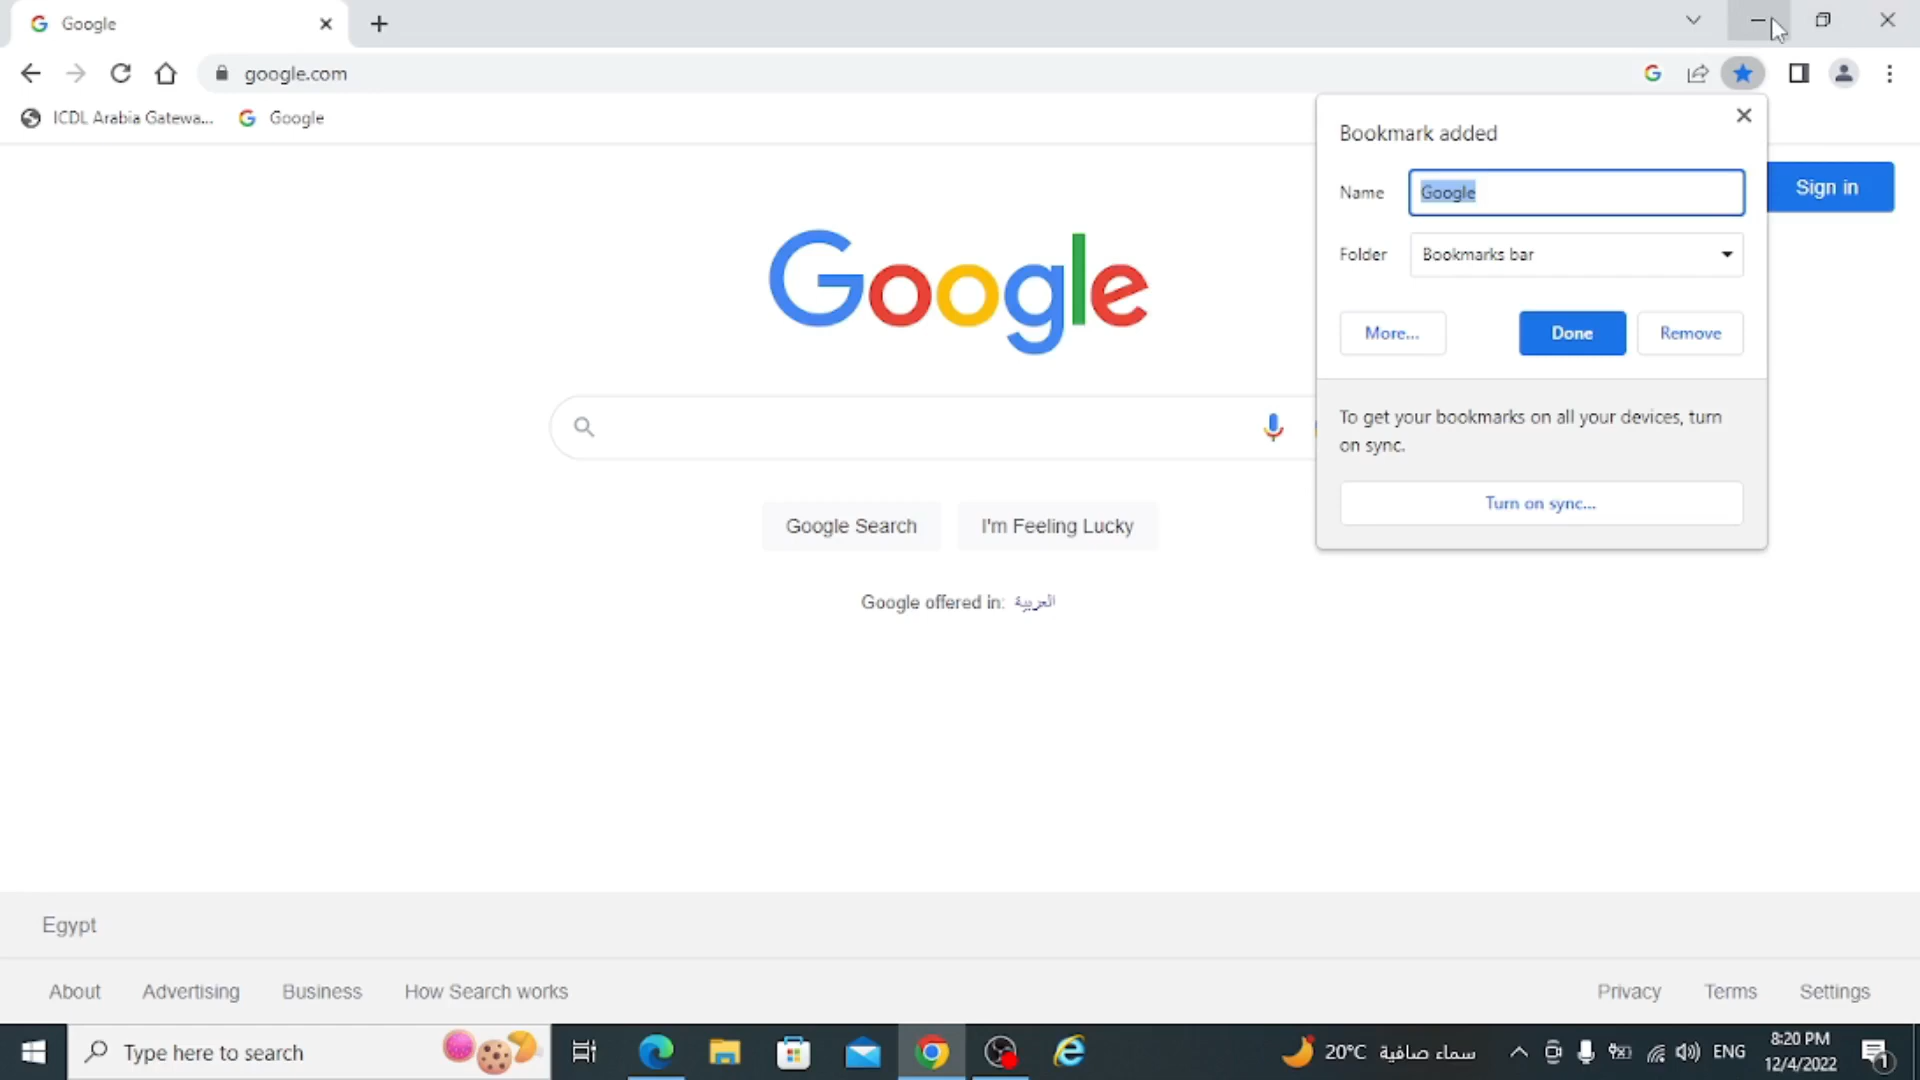 Google
google.com
ICDL Arabia Gatewa...
Google
Bookmark added
Name
Google
Folder
Bookmarks bar
More...
Done
Remove
To get your bookmarks on all your devices, turn
on sync.
Turn on sync...
Sign in
Google
Google Search
I'm Feeling Lucky
Google offered in: العربية
Egypt
About
Advertising
Business
How Search works
Privacy
Terms
Settings
Type here to search
20°C سماء صافية
ENG
8:20 PM
12/4/2022
1